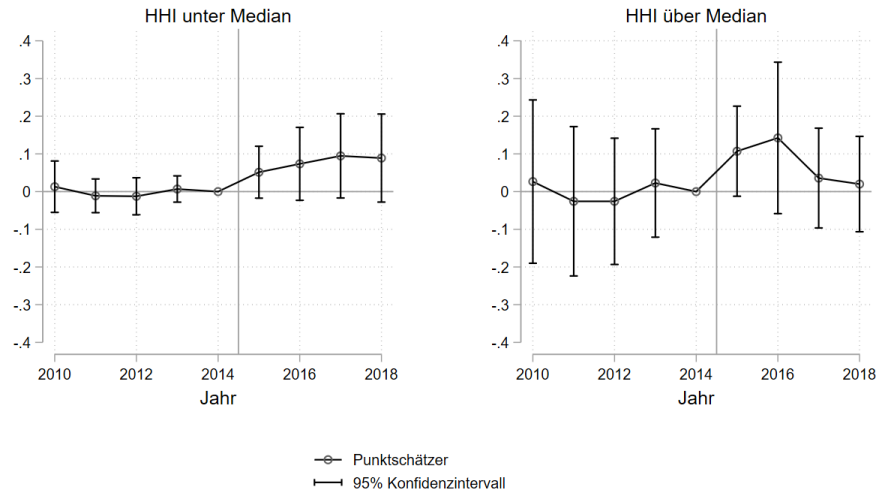 HHI unter Median
.4
.3
.2
.1
0
-.1
-.2
-.3
-.4
2010 2012 2014 2016 2018
Jahr
HHI über Median
.4
.3
.2
.1
0
-.1
-.2
-.3
-.4
2010 2012 2014 2016 2018
Jahr
Punktschätzer
95% Konfidenzintervall